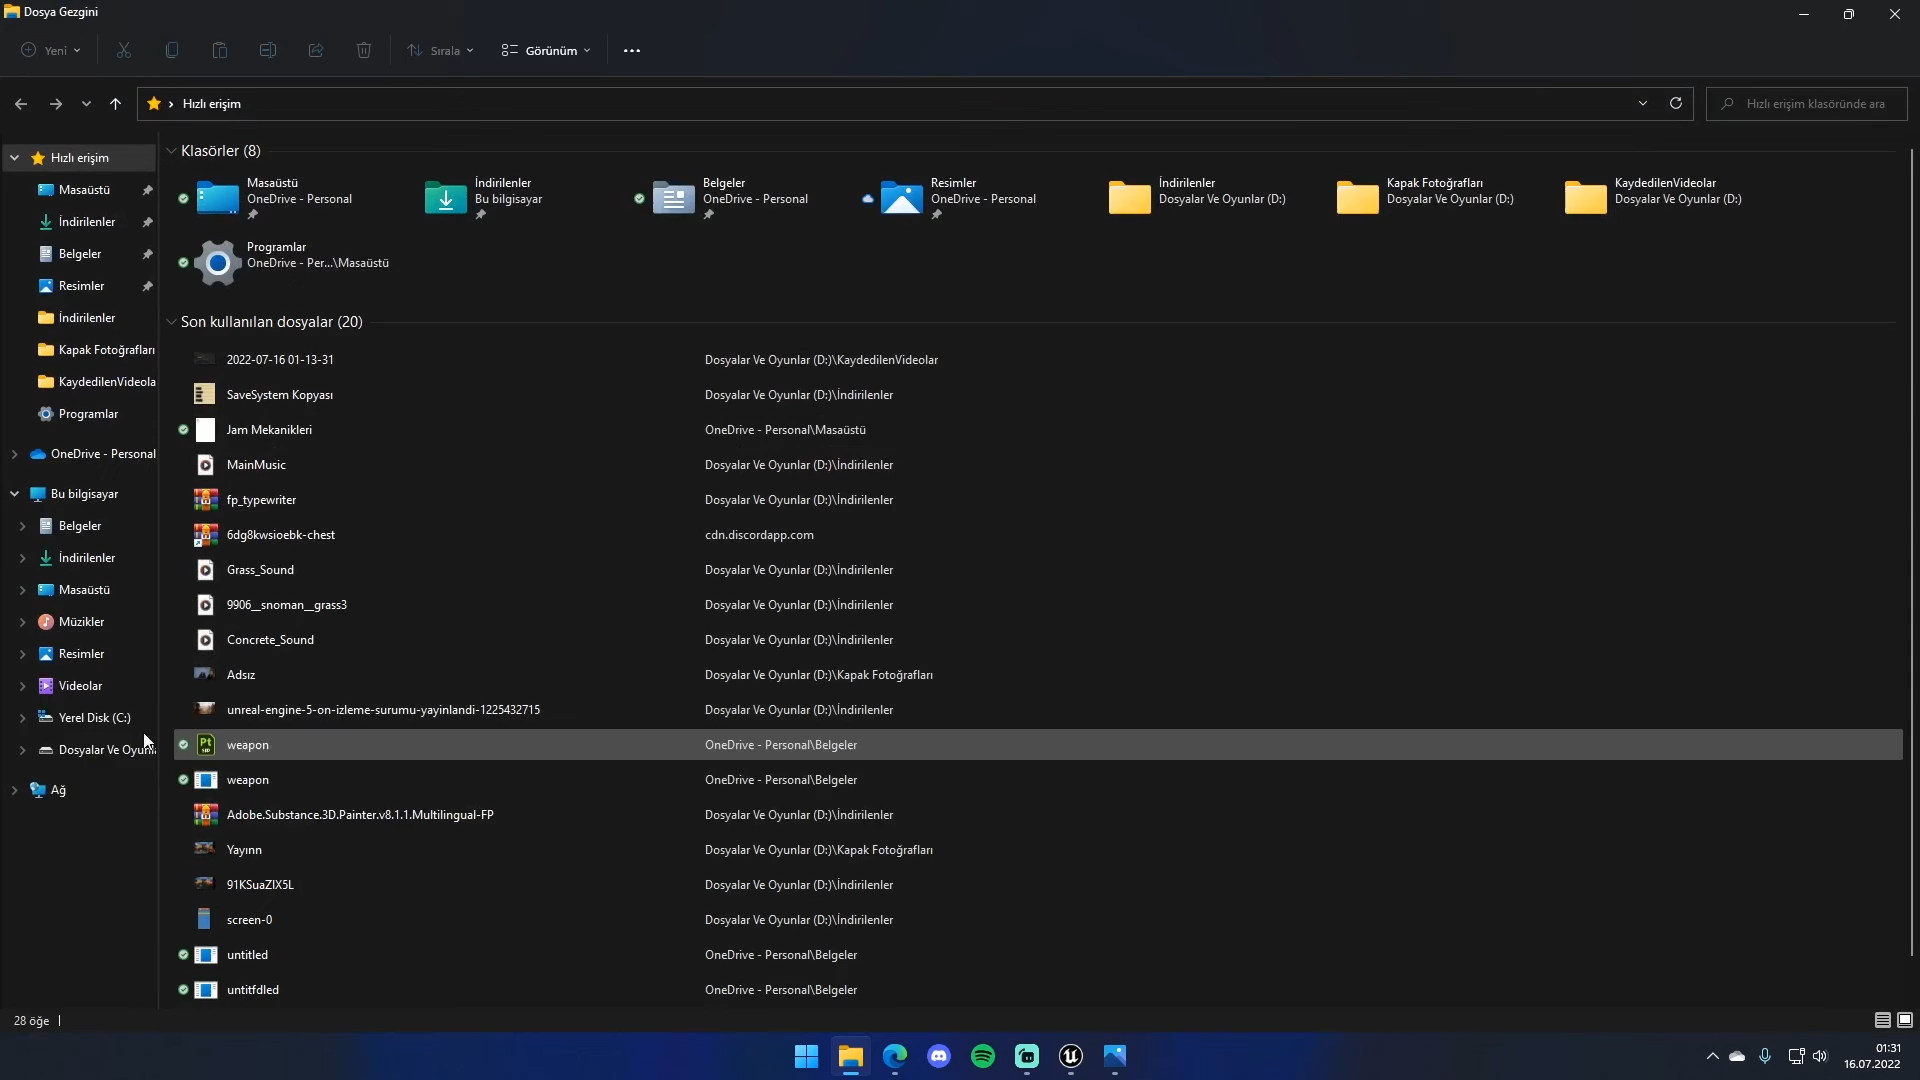 Dosya Gezgini
Yeni
Sırala
Görünüm
Hızlı erişim
Hızlı erişim klasöründe ara
Hızlı erişim
Masaüstü
İndirilenler
Belgeler
Resimler
İndirilenler
Kapak Fotoğrafları
KaydedilenVideola
Programlar
OneDrive - Personal
Bu bilgisayar
Belgeler
İndirilenler
Masaüstü
Müzikler
Resimler
Videolar
Yerel Disk (C:)
Dosyalar Ve Oyunla
Ağ
Klasörler (8)
Masaüstü
OneDrive - Personal
İndirilenler
Bu bilgisayar
Belgeler
OneDrive - Personal
Resimler
OneDrive - Personal
İndirilenler
Dosyalar Ve Oyunlar (D:)
Kapak Fotoğrafları
Dosyalar Ve Oyunlar (D:)
KaydedilenVideolar
Dosyalar Ve Oyunlar (D:)
Programlar
OneDrive - Per...\Masaüstü
Son kullanılan dosyalar (20)
2022-07-16 01-13-31 Dosyalar Ve Oyunlar (D:)\KaydedilenVideolar
SaveSystem Kopyası Dosyalar Ve Oyunlar (D:)\İndirilenler
Jam Mekanikleri OneDrive - Personal\Masaüstü
MainMusic Dosyalar Ve Oyunlar (D:)\İndirilenler
fp_typewriter Dosyalar Ve Oyunlar (D:)\İndirilenler
6dg8kwsioebk-chest cdn.discordapp.com
Grass_Sound Dosyalar Ve Oyunlar (D:)\İndirilenler
9906__snoman__grass3 Dosyalar Ve Oyunlar (D:)\İndirilenler
Concrete_Sound Dosyalar Ve Oyunlar (D:)\İndirilenler
Adsız Dosyalar Ve Oyunlar (D:)\Kapak Fotoğrafları
unreal-engine-5-on-izleme-surumu-yayinlandi-1225432715 Dosyalar Ve Oyunlar (D:)\İndirilenler
Pt
weapon OneDrive - Personal\Belgeler
weapon OneDrive - Personal\Belgeler
Adobe.Substance.3D.Painter.v8.1.1.Multilingual-FP Dosyalar Ve Oyunlar (D:)\İndirilenler
Yayınn Dosyalar Ve Oyunlar (D:)\Kapak Fotoğrafları
91KSuaZlX5L Dosyalar Ve Oyunlar (D:)\İndirilenler
screen-0 Dosyalar Ve Oyunlar (D:)\İndirilenler
untitled OneDrive - Personal\Belgeler
untitfdled OneDrive - Personal\Belgeler
28 öğe
01:31
16.07.2022